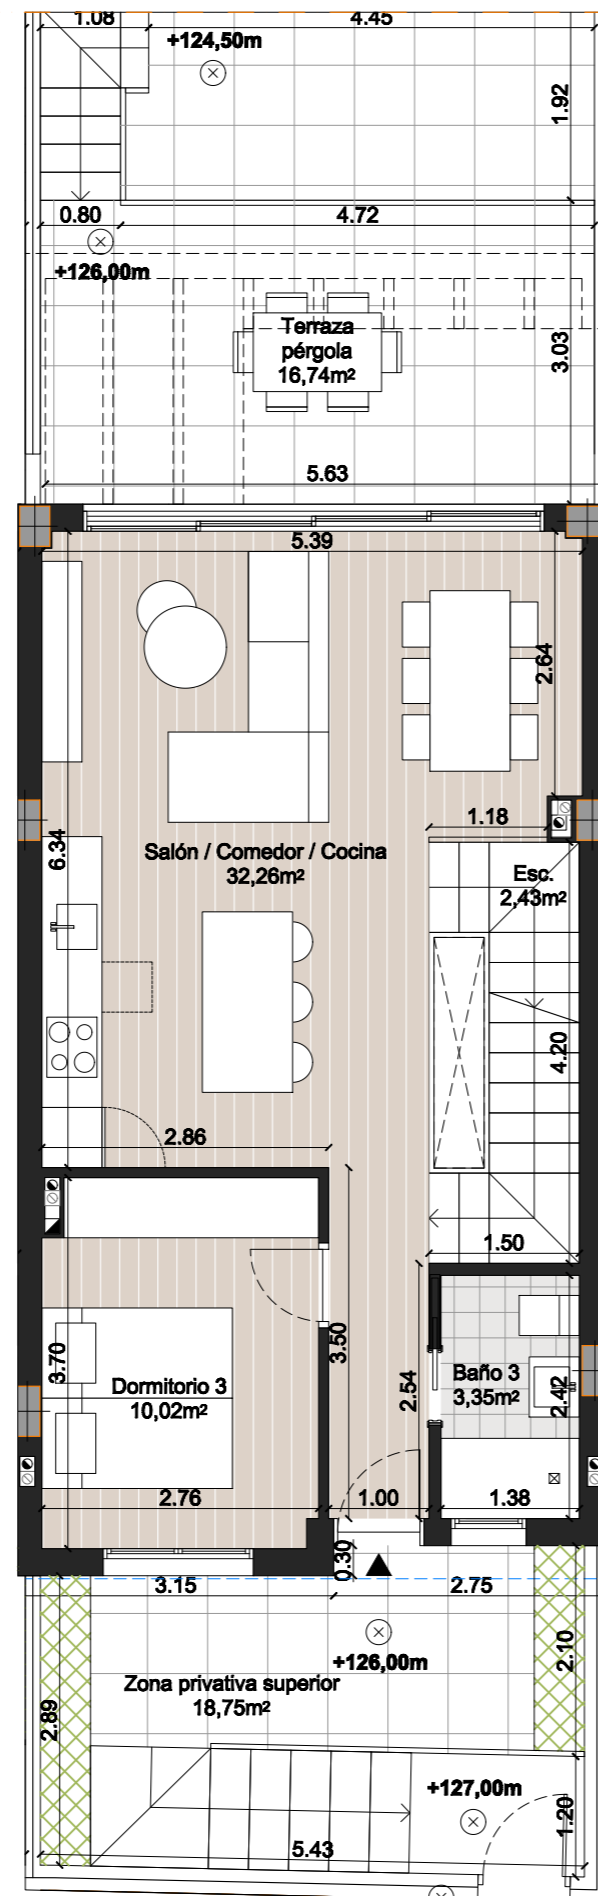 1.08
4.45
+124,50m
1.92
0.80
4.72
+126,00m
Terraza
pérgola
16,74m²
3.03
5.63
5.39
2.64
1.18
6.34
Salón / Comedor / Cocina
32,26m²
Esc.
2,43m²
4.20
2.86
1.50
3.50
3.70
2.54
Dormitorio 3
10,02m²
Baño 3
3,35m²
2.42
2.76
1.00
1.38
0.30
3.15
2.75
+126,00m
2.10
Zona privativa superior
18,75m²
2.89
+127,00m
1.20
5.43